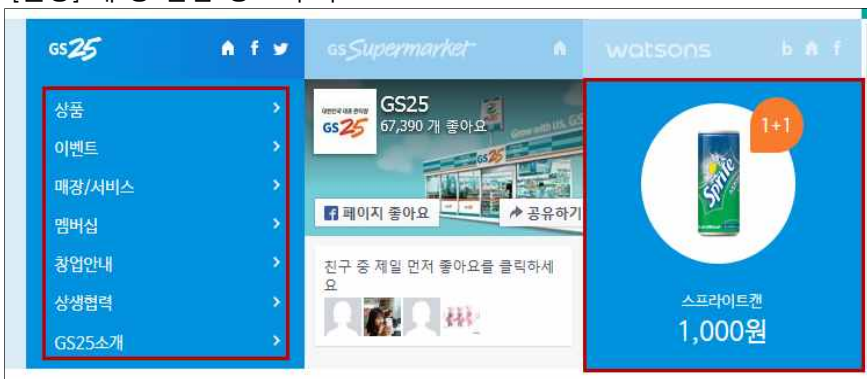 GS25
GS Supermarket
watsons
상품
이벤트
매장/서비스
멤버십
창업안내
상생협력
GS25소개
GS25
GS25
67,390 개 좋아요
GS25
페이지 좋아요
공유하기
친구 중 제일 먼저 좋아요를 클릭하세
요
1+1
Sprite
스프라이트캔
1,000원